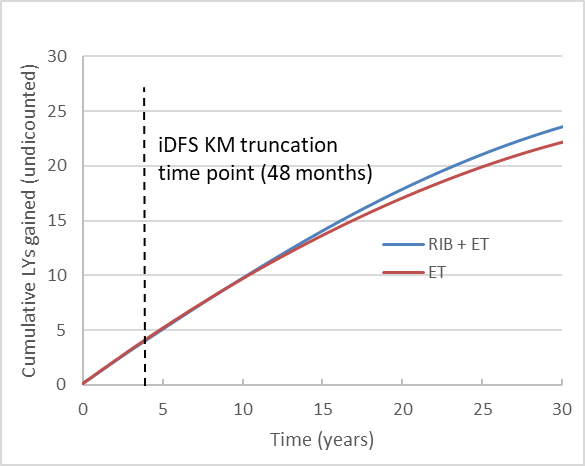 30
25
20
15
10
5
0
Cumulative LYs gained (undicounted)
iDFS KM truncation
time point (48 months)
RIB + ET
ET
0 5 10 15 20 25 30
Time (years)